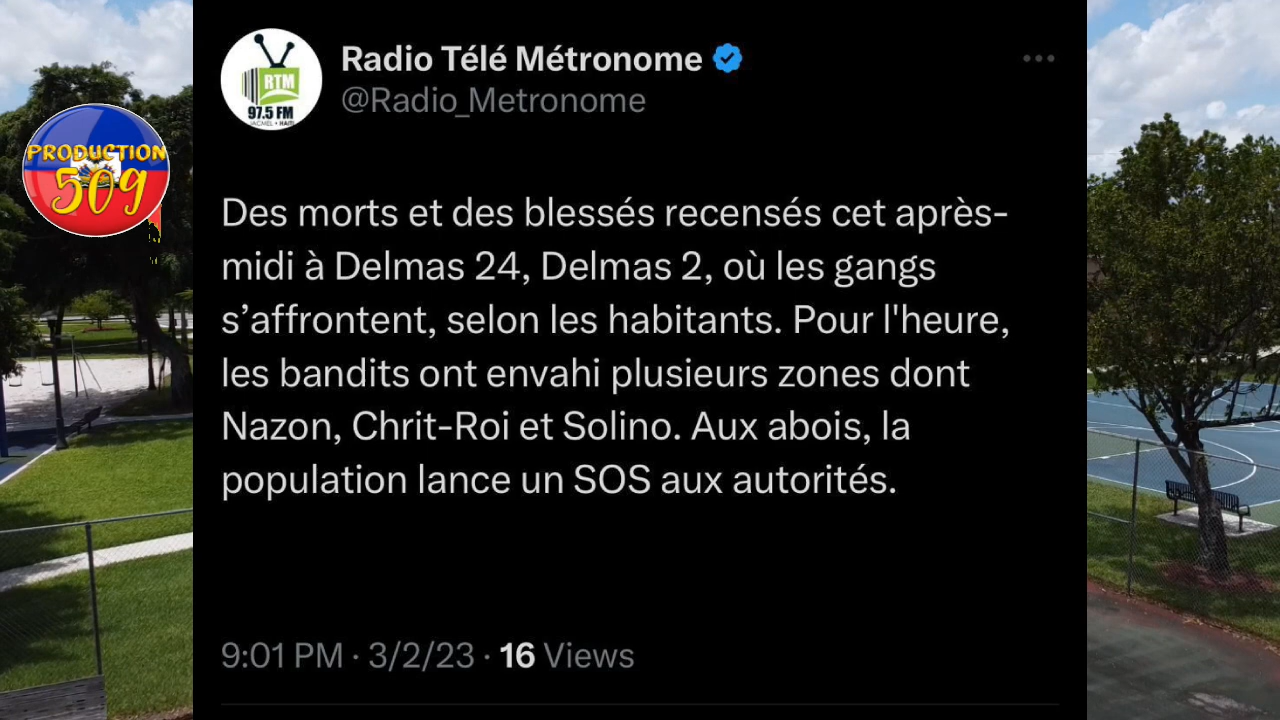 PRODUCTION
509
RTM
97.5 FM
JACMEL • HAITI
Radio Télé Métronome
@Radio_Metronome
Des morts et des blessés recensés cet après-
midi à Delmas 24, Delmas 2, où les gangs
s’affrontent, selon les habitants. Pour l'heure,
les bandits ont envahi plusieurs zones dont
Nazon, Chrit-Roi et Solino. Aux abois, la
population lance un SOS aux autorités.
9:01 PM · 3/2/23 · 16 Views